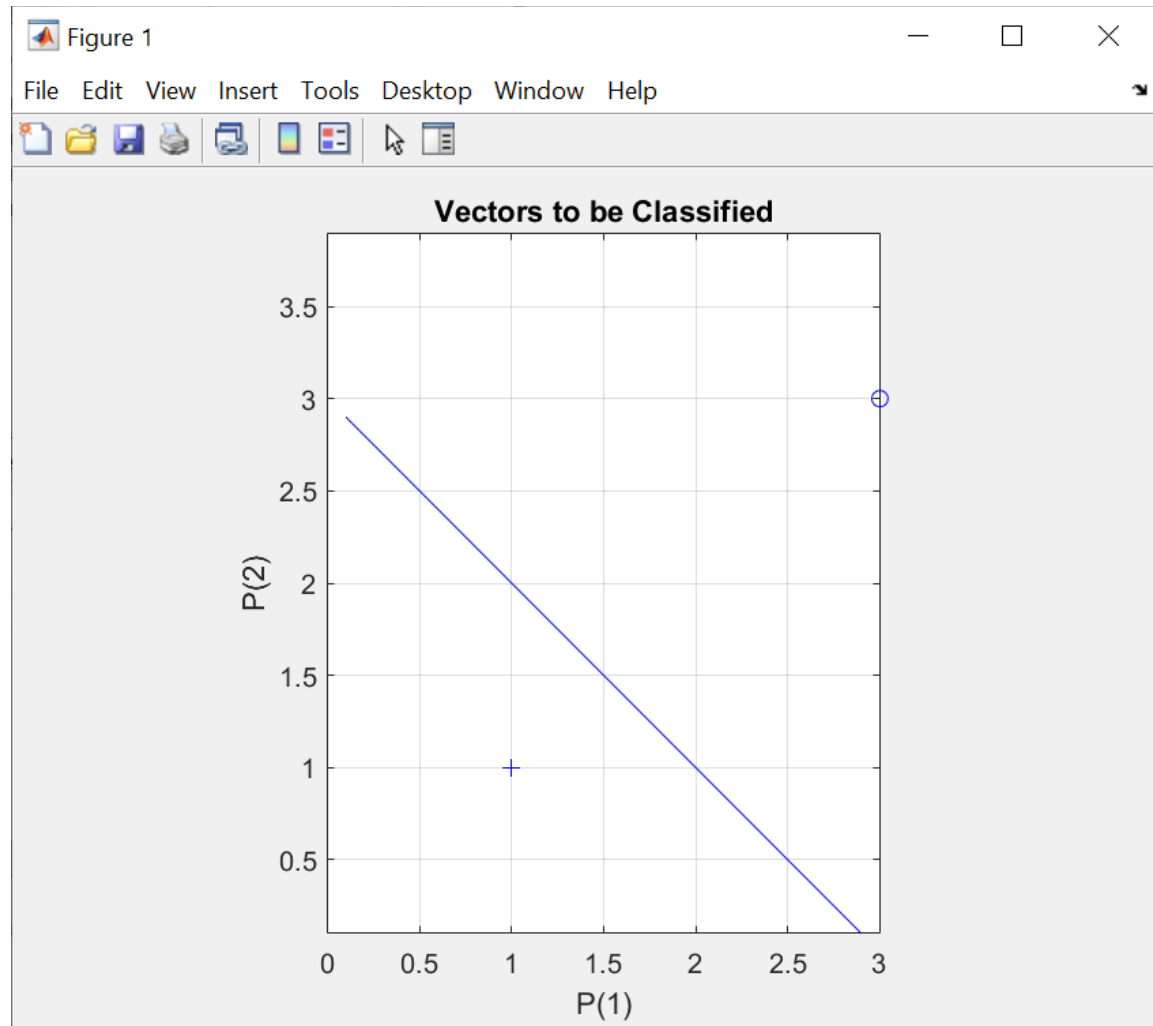 Figure 1
File Edit View Insert Tools Desktop Window Help
Vectors to be Classified
3.5
3
2.5
2
1.5
1
0.5
P(2)
0 0.5 1 1.5 2 2.5 3
P(1)